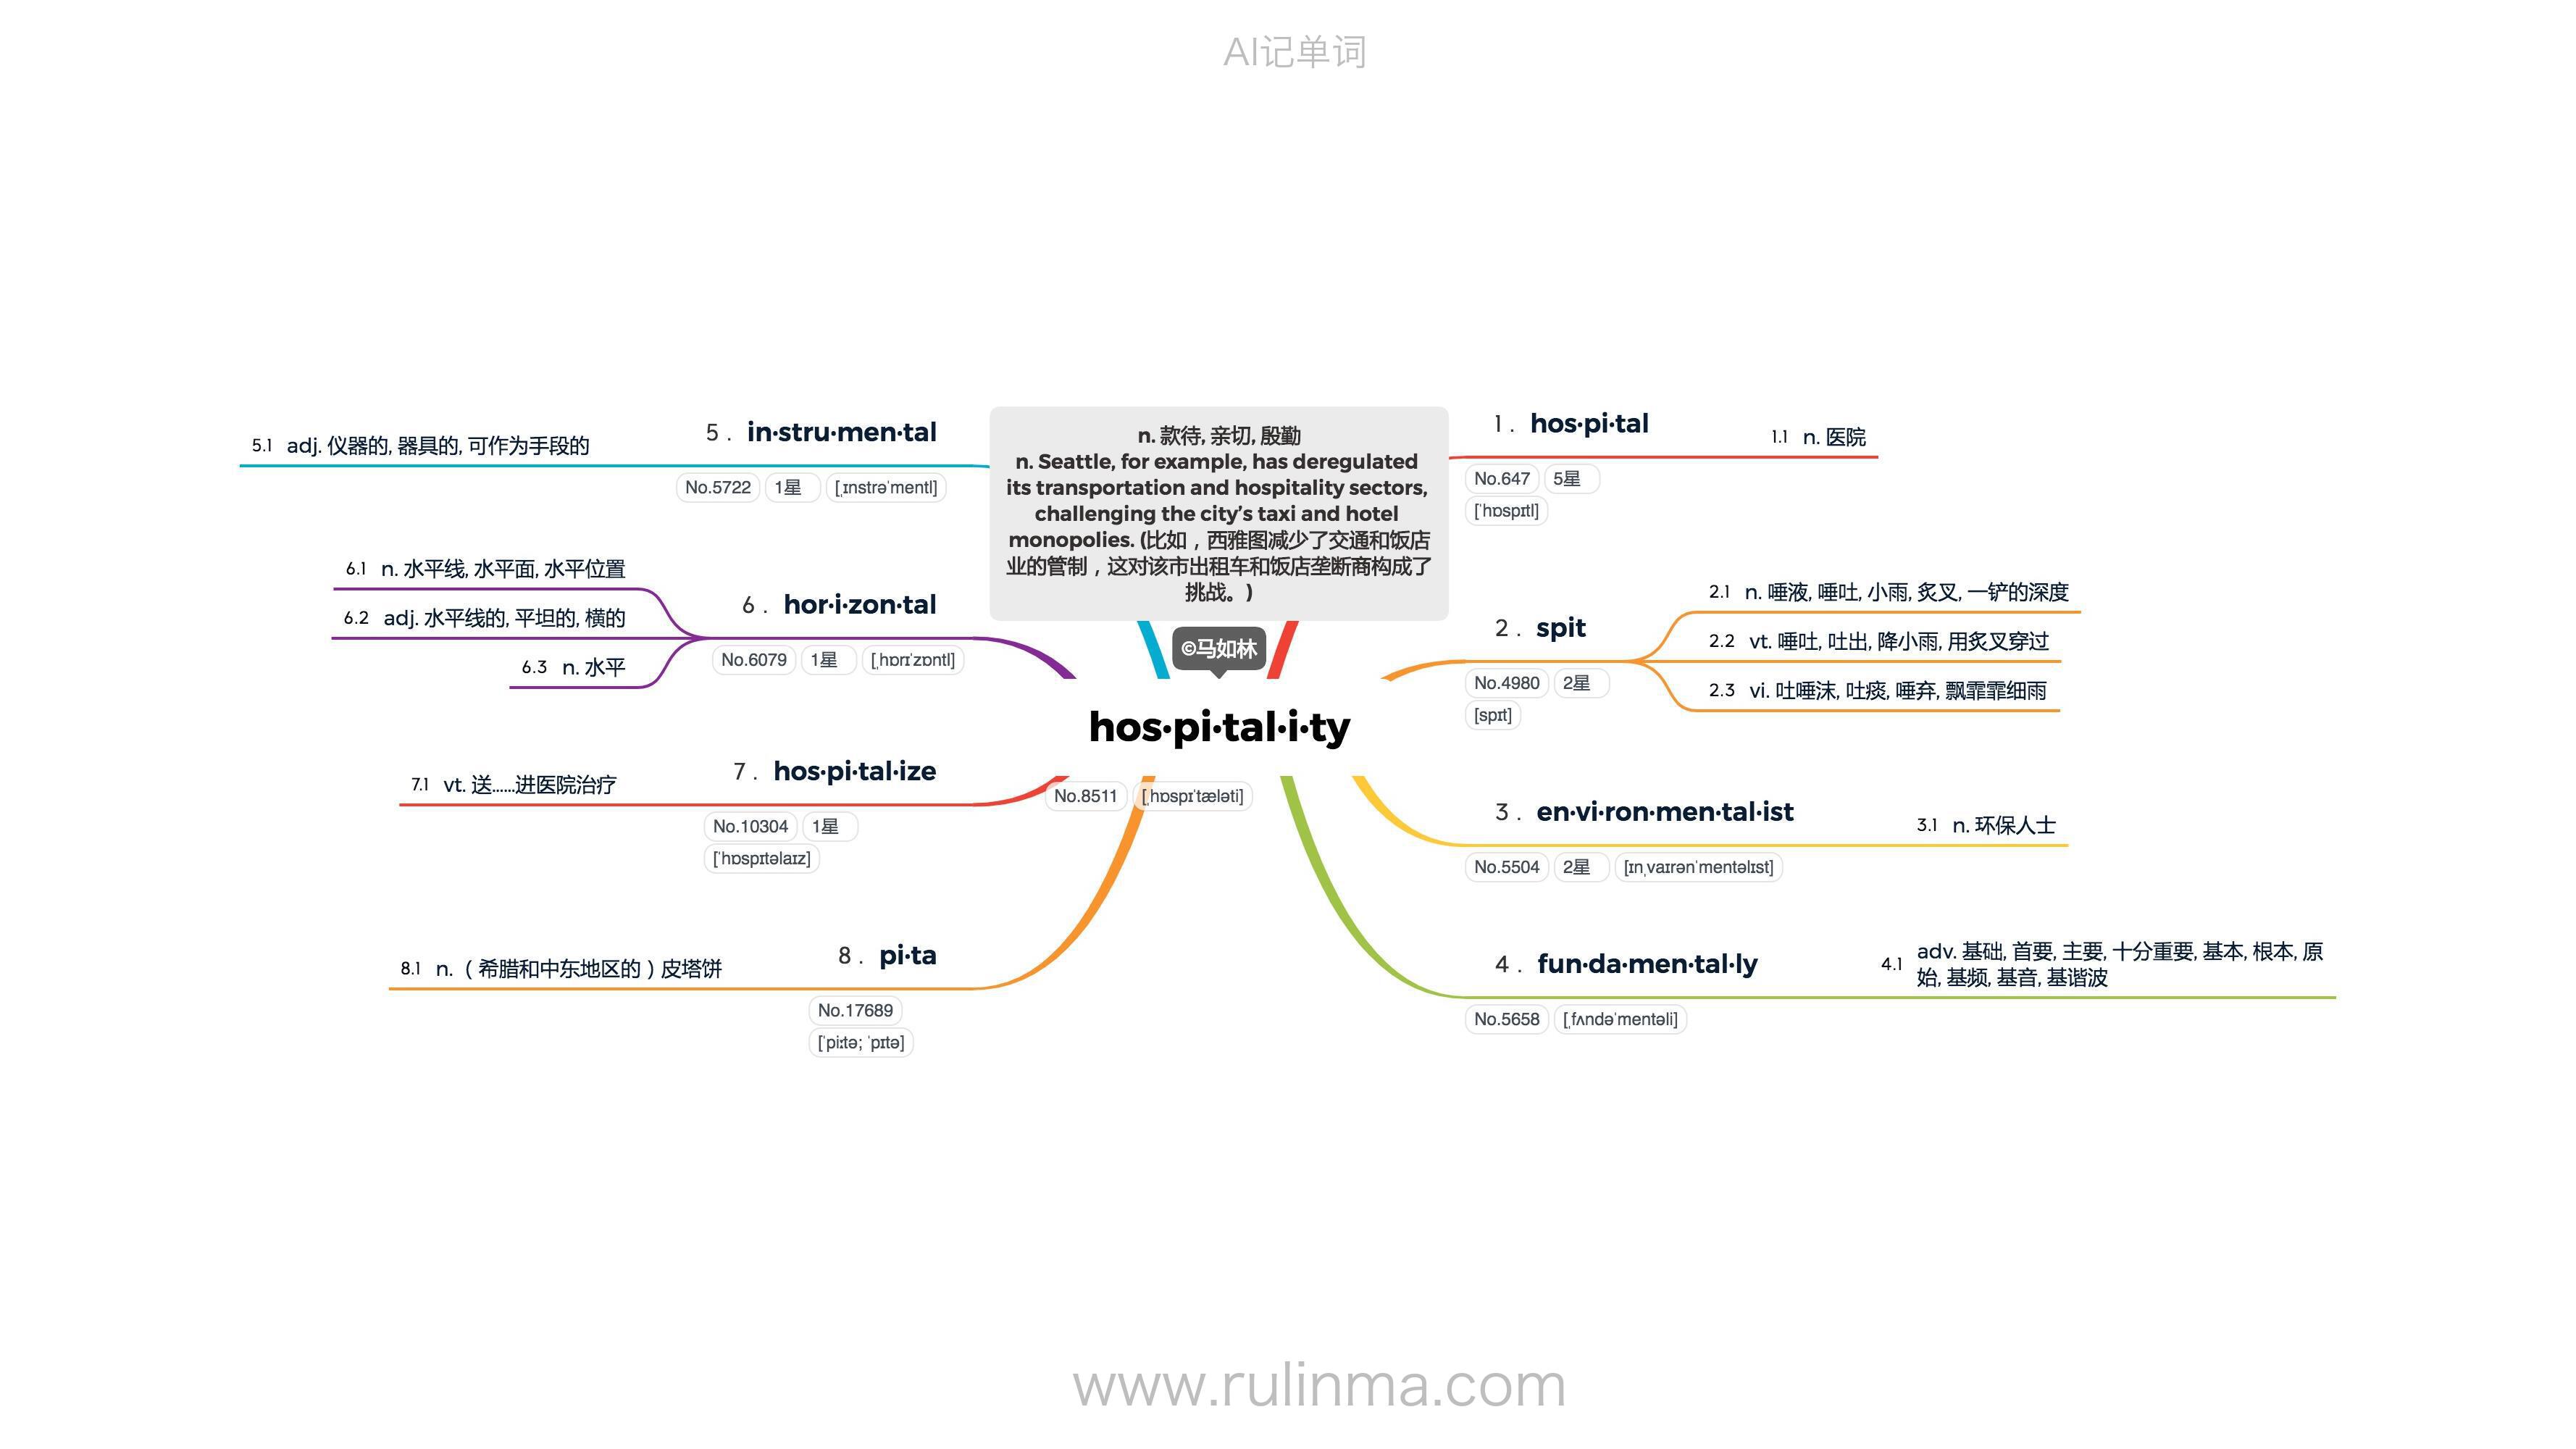 AI记单词
n. 款待, 亲切, 殷勤
n. Seattle, for example, has deregulated
its transportation and hospitality sectors,
challenging the city’s taxi and hotel
monopolies. (比如，西雅图减少了交通和饭店
业的管制，这对该市出租车和饭店垄断商构成了
挑战。)
©马如林
hos·pi·tal·i·ty
No.8511 [ˌhɒspɪˈtæləti]
1. hos·pi·tal
No.647 5星
[ˈhɒspɪtl]
1.1 n. 医院
2. spit
No.4980 2星
[spɪt]
2.1 n. 唾液, 唾吐, 小雨, 炙叉, 一铲的深度
2.2 vt. 唾吐, 吐出, 降小雨, 用炙叉穿过
2.3 vi. 吐唾沫, 吐痰, 唾弃, 飘霏霏细雨
3. en·vi·ron·men·tal·ist
No.5504 2星 [ɪnˌvaɪrənˈmentəlɪst]
3.1 n. 环保人士
4. fun·da·men·tal·ly
No.5658 [ˌfʌndəˈmentəli]
4.1 adv. 基础, 首要, 主要, 十分重要, 基本, 根本, 原
始, 基频, 基音, 基谐波
5. in·stru·men·tal
No.5722 1星 [ˌɪnstrəˈmentl]
5.1 adj. 仪器的, 器具的, 可作为手段的
6. hor·i·zon·tal
No.6079 1星 [ˌhɒrɪˈzɒntl]
6.1 n. 水平线, 水平面, 水平位置
6.2 adj. 水平线的, 平坦的, 横的
6.3 n. 水平
7. hos·pi·tal·ize
No.10304 1星
[ˈhɒspɪtəlaɪz]
7.1 vt. 送……进医院治疗
8. pi·ta
No.17689
[ˈpiːtə; ˈpɪtə]
8.1 n.（希腊和中东地区的）皮塔饼
www.rulinma.com